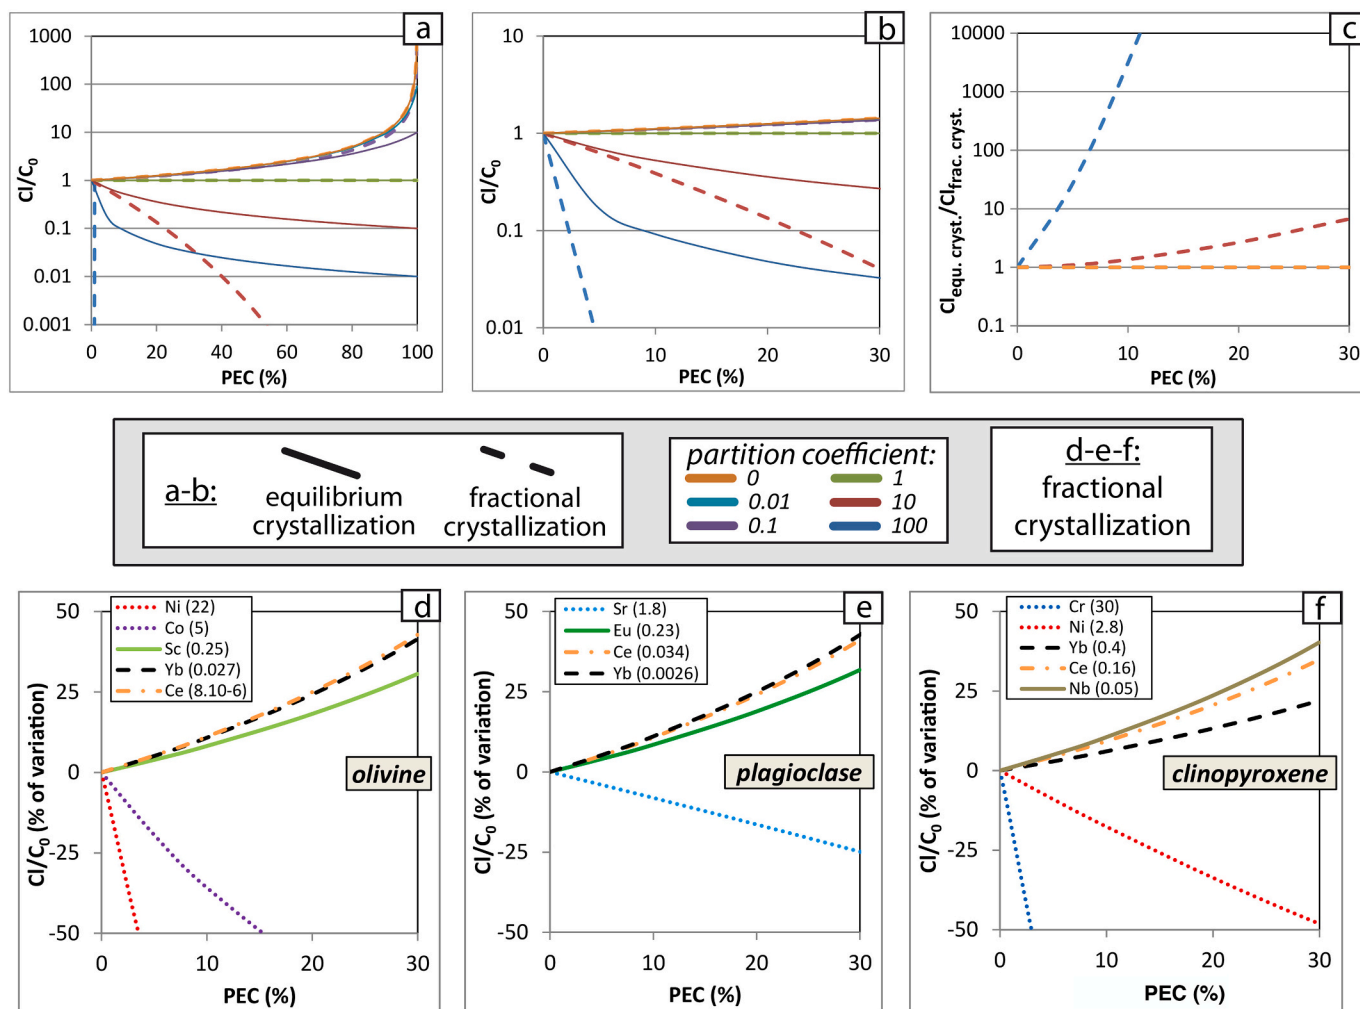 a
1000
100
10
1
0.1
0.01
0.001
Cl/C0
0 20 40 60 80 100
PEC (%)
b
10
1
0.1
0.01
Cl/C0
0 10 20 30
PEC (%)
c
10000
1000
100
10
1
0.1
Clequ. cryst./Clfrac. cryst.
0 10 20 30
PEC (%)
a-b:
equilibrium
crystallization
fractional
crystallization
partition coefficient:
0 1
0.01 10
0.1 100
d-e-f:
fractional
crystallization
d
Ni (22)
Co (5)
Sc (0.25)
Yb (0.027)
Ce (8.10-6)
50
25
0
-25
-50
Cl/C0 (% of variation)
olivine
0 10 20 30
PEC (%)
e
Sr (1.8)
Eu (0.23)
Ce (0.034)
Yb (0.0026)
50
25
0
-25
-50
Cl/C0 (% of variation)
plagioclase
0 10 20 30
PEC (%)
f
Cr (30)
Ni (2.8)
Yb (0.4)
Ce (0.16)
Nb (0.05)
50
25
0
-25
-50
Cl/C0 (% of variation)
clinopyroxene
0 10 20 30
PEC (%)